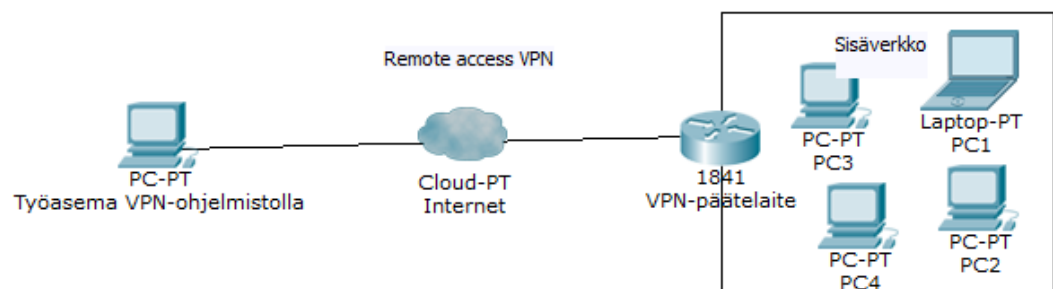 Remote access VPN
Sisäverkko
PC-PT
Työasema VPN-ohjelmistolla
Cloud-PT
Internet
1841
VPN-päätelaite
PC-PT
PC3
Laptop-PT
PC1
PC-PT
PC4
PC-PT
PC2